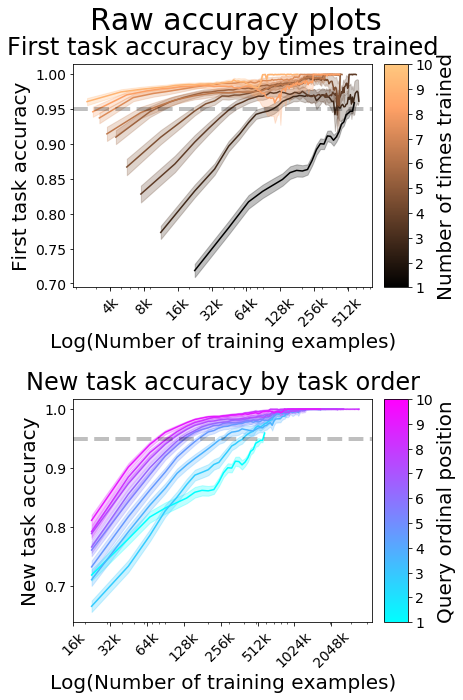 Raw accuracy plots
First task accuracy by times trained
First task accuracy
1.00
0.95
0.90
0.85
0.80
0.75
0.70
4k
8k
16k
32k
64k
128k
256k
512k
Log(Number of training examples)
10
9
8
7
6
5
4
3
2
1
Number of times trained
New task accuracy by task order
New task accuracy
1.0
0.9
0.8
0.7
16k
32k
64k
128k
256k
512k
1024k
2048k
Log(Number of training examples)
10
9
8
7
6
5
4
3
2
1
Query ordinal position